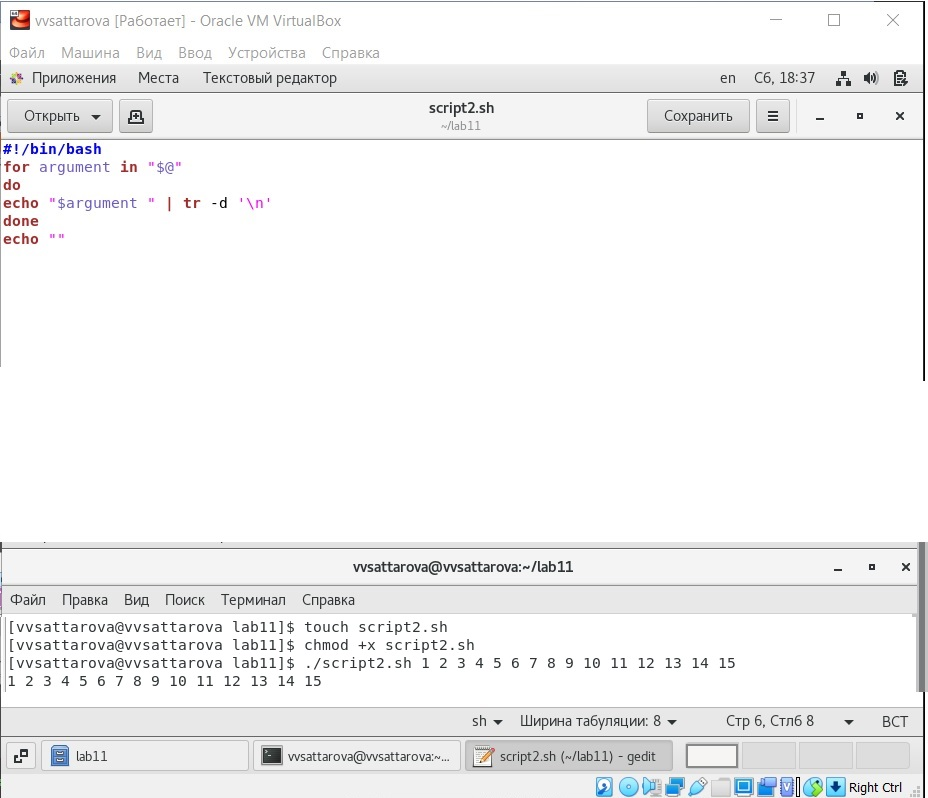 vvsattarova [Работает] - Oracle VM VirtualBox
Файл Машина Вид Ввод Устройства Справка
Приложения Места Текстовый редактор en Сб, 18:37
Открыть script2.sh Сохранить
~/lab11
#!/bin/bash
for argument in "$@"
do
echo "$argument " | tr -d '\n'
done
echo ""
vvsattarova@vvsattarova:~/lab11
Файл Правка Вид Поиск Терминал Справка
[vvsattarova@vvsattarova lab11]$ touch script2.sh
[vvsattarova@vvsattarova lab11]$ chmod +x script2.sh
[vvsattarova@vvsattarova lab11]$ ./script2.sh 1 2 3 4 5 6 7 8 9 10 11 12 13 14 15
1 2 3 4 5 6 7 8 9 10 11 12 13 14 15
sh Ширина табуляции: 8 Стр 6, Стлб 8 ВСТ
lab11 vvsattarova@vvsattarova:~... script2.sh (~/lab11) - gedit
Right Ctrl